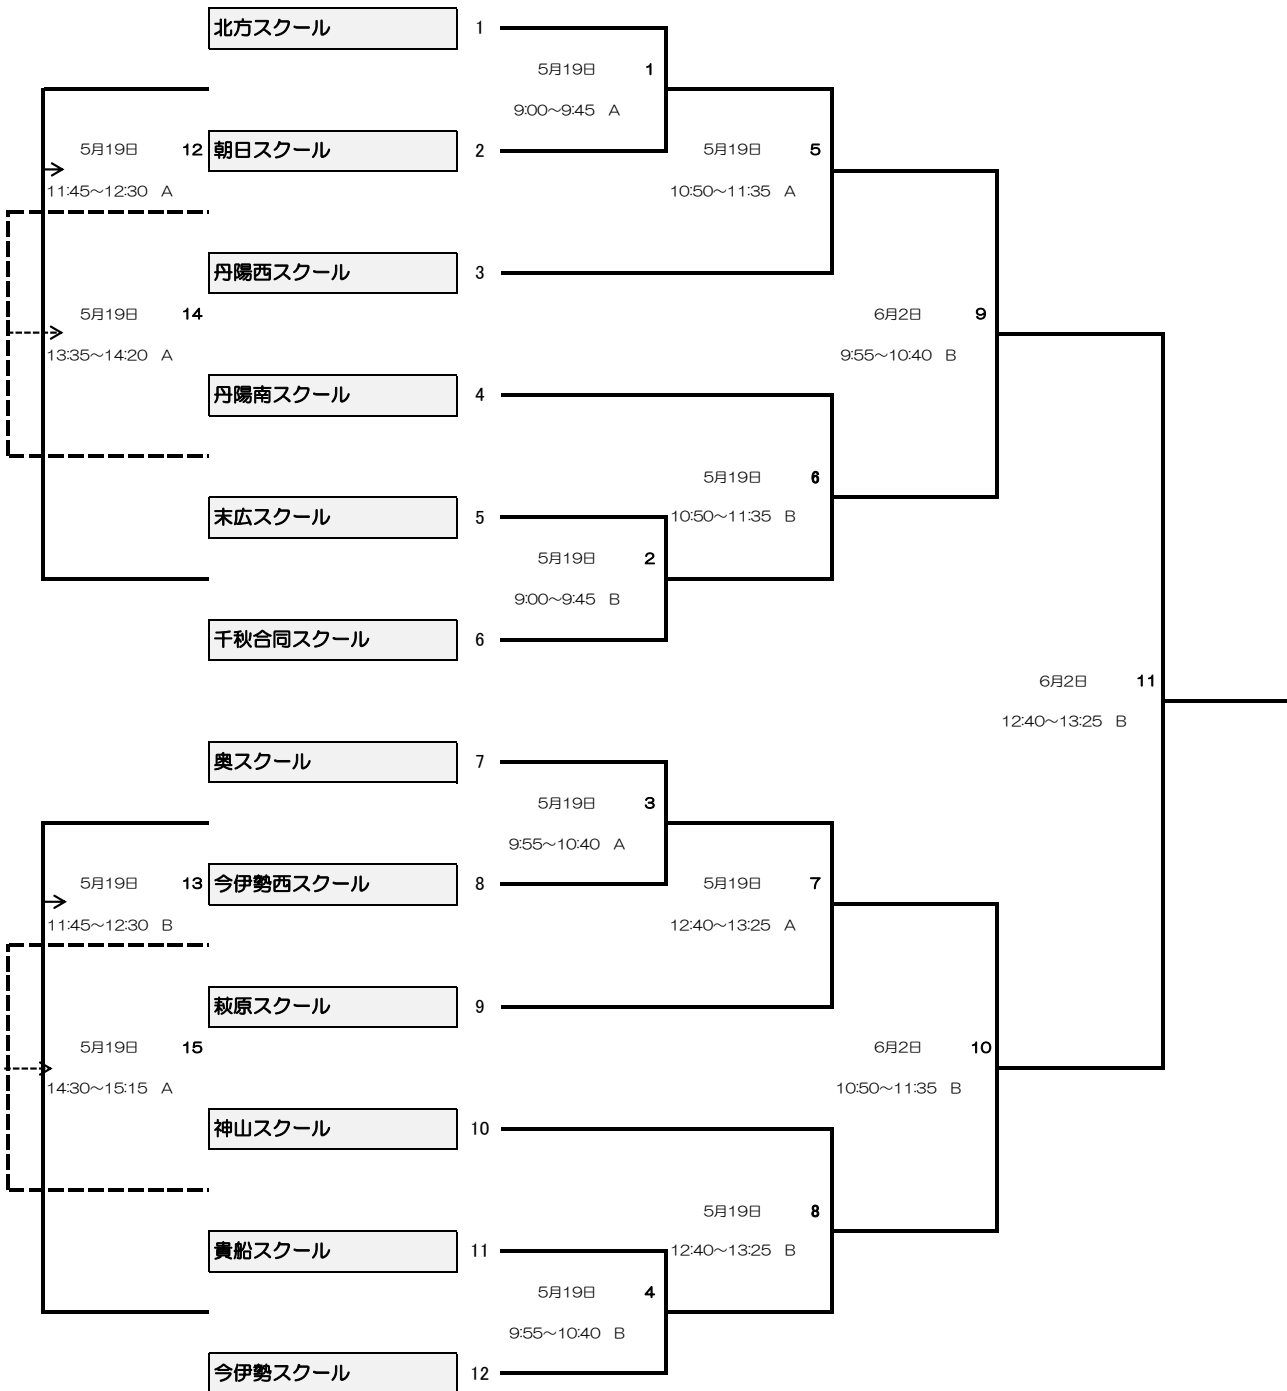 北方スクール 1
5月19日 1
9:00～9:45 A
5月19日 12 朝日スクール 2 5月19日 5
11:45～12:30 A 10:50～11:35 A
丹陽西スクール 3
5月19日 14 6月2日 9
13:35～14:20 A 9:55～10:40 B
丹陽南スクール 4
5月19日 6
末広スクール 5 10:50～11:35 B
5月19日 2
9:00～9:45 B
千秋合同スクール 6
6月2日 11
12:40～13:25 B
奥スクール 7
5月19日 3
9:55～10:40 A
5月19日 13 今伊勢西スクール 8 5月19日 7
11:45～12:30 B 12:40～13:25 A
萩原スクール 9
5月19日 15 6月2日 10
14:30～15:15 A 10:50～11:35 B
神山スクール 10
5月19日 8
貴船スクール 11 12:40～13:25 B
5月19日 4
9:55～10:40 B
今伊勢スクール 12